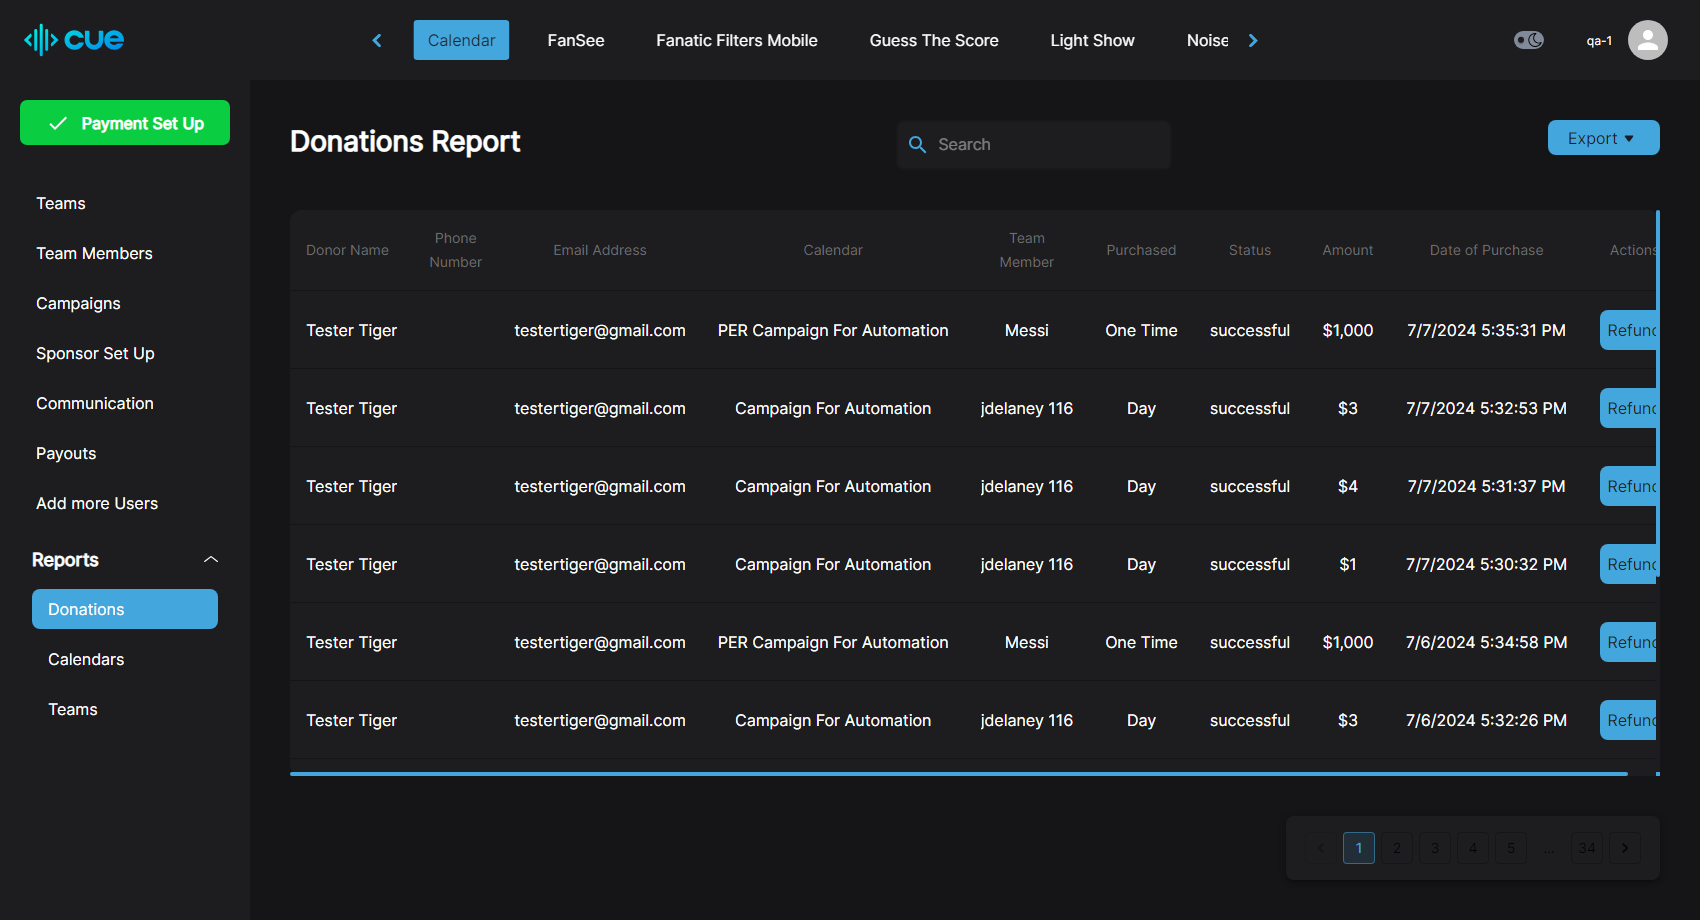 cue
Calendar FanSee Fanatic Filters Mobile Guess The Score Light Show Noise
qa-1
Payment Set Up
Teams
Team Members
Campaigns
Sponsor Set Up
Communication
Payouts
Add more Users
Reports
Donations
Calendars
Teams
Donations Report
Search
Export
Donor Name Phone Number Email Address Calendar Team Member Purchased Status Amount Date of Purchase Actions
Tester Tiger testertiger@gmail.com PER Campaign For Automation Messi One Time successful $1,000 7/7/2024 5:35:31 PM Refund
Tester Tiger testertiger@gmail.com Campaign For Automation jdelaney 116 Day successful $3 7/7/2024 5:32:53 PM Refund
Tester Tiger testertiger@gmail.com Campaign For Automation jdelaney 116 Day successful $4 7/7/2024 5:31:37 PM Refund
Tester Tiger testertiger@gmail.com Campaign For Automation jdelaney 116 Day successful $1 7/7/2024 5:30:32 PM Refund
Tester Tiger testertiger@gmail.com PER Campaign For Automation Messi One Time successful $1,000 7/6/2024 5:34:58 PM Refund
Tester Tiger testertiger@gmail.com Campaign For Automation jdelaney 116 Day successful $3 7/6/2024 5:32:26 PM Refund
1 2 3 4 5 ... 34